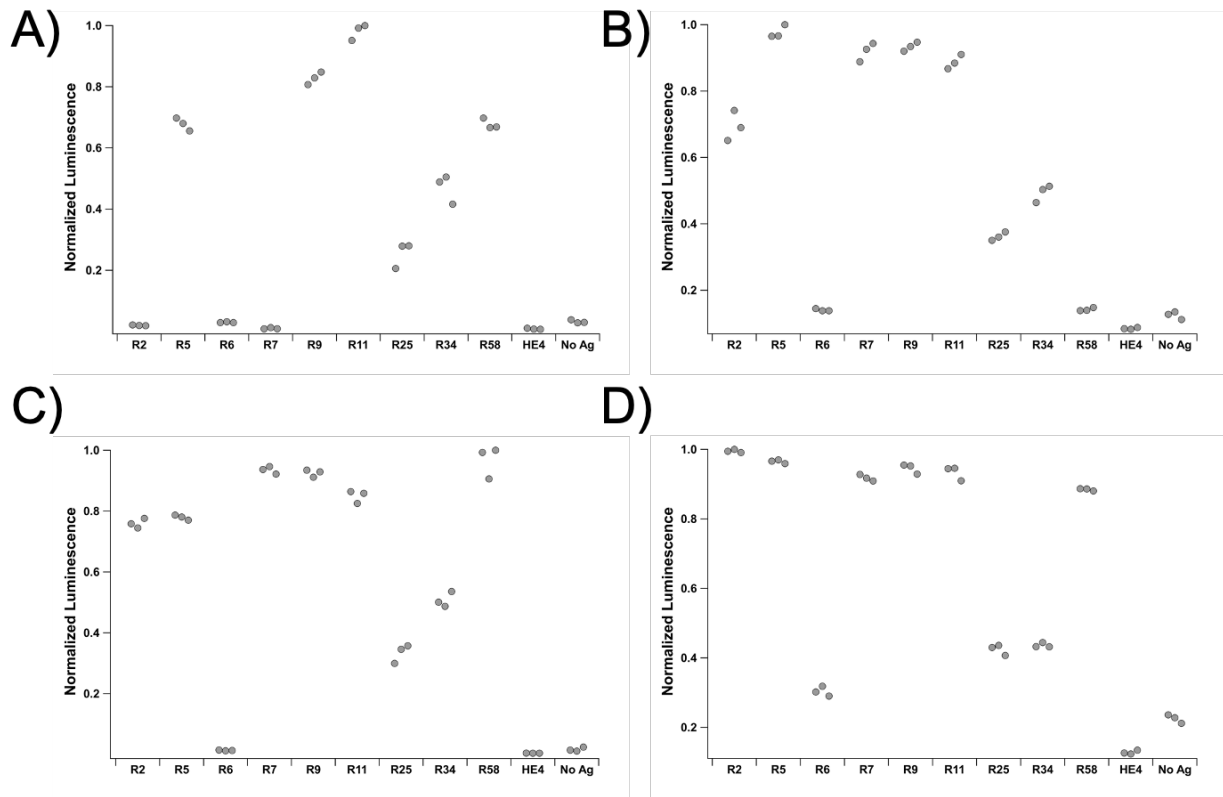 A)
1.0
0.8
0.6
0.4
0.2
Normalized Luminescence
R2 R5 R6 R7 R9 R11 R25 R34 R58 HE4 No Ag
B)
1.0
0.8
0.6
0.4
0.2
Normalized Luminescence
R2 R5 R6 R7 R9 R11 R25 R34 R58 HE4 No Ag
C)
1.0
0.8
0.6
0.4
0.2
Normalized Luminescence
R2 R5 R6 R7 R9 R11 R25 R34 R58 HE4 No Ag
D)
1.0
0.8
0.6
0.4
0.2
Normalized Luminescence
R2 R5 R6 R7 R9 R11 R25 R34 R58 HE4 No Ag